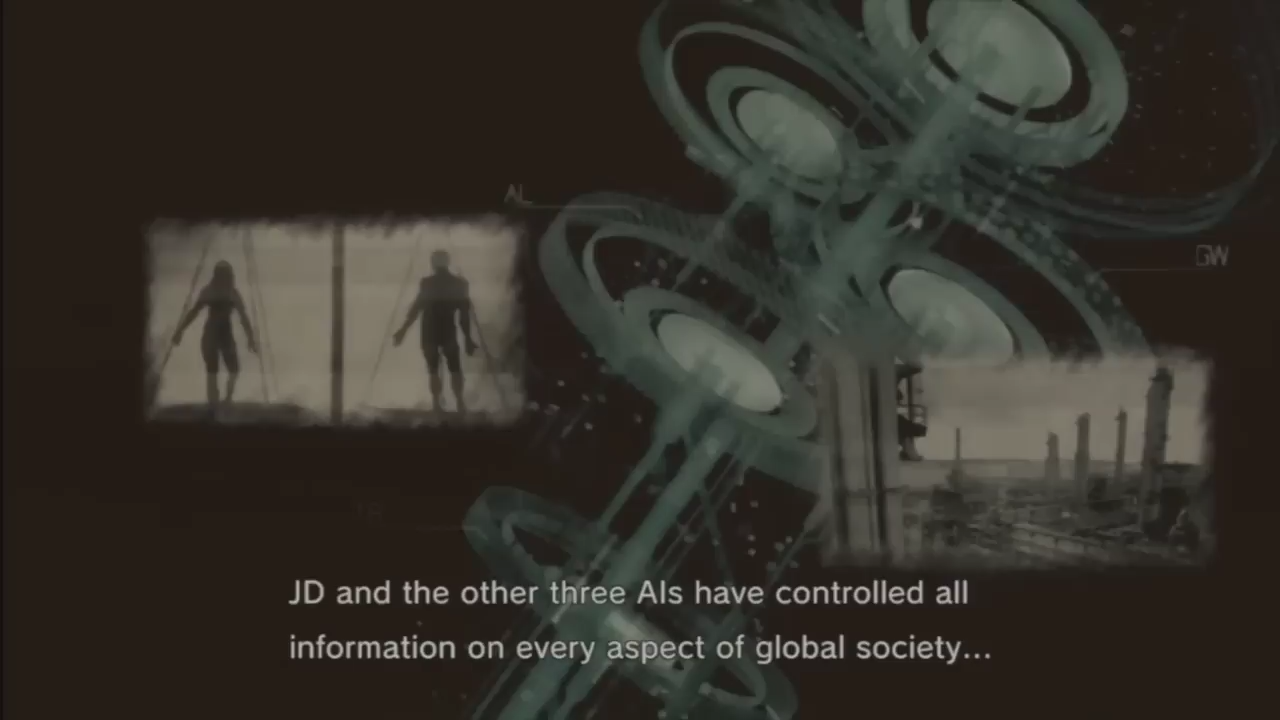 AL
GW
JD and the other three AIs have controlled all
information on every aspect of global society...